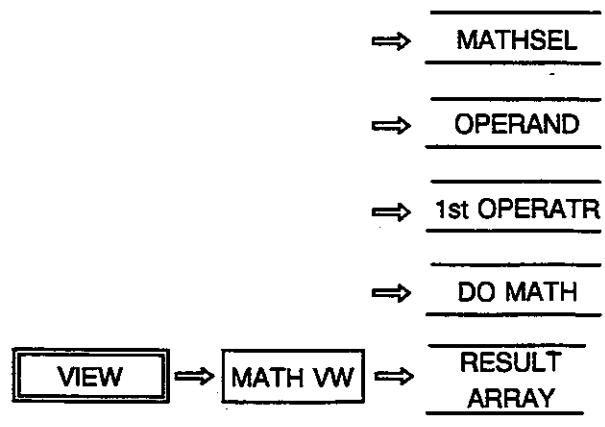 MATHSEL
OPERAND
1st OPERATR
DO MATH
VIEW
MATH VW
RESULT
ARRAY